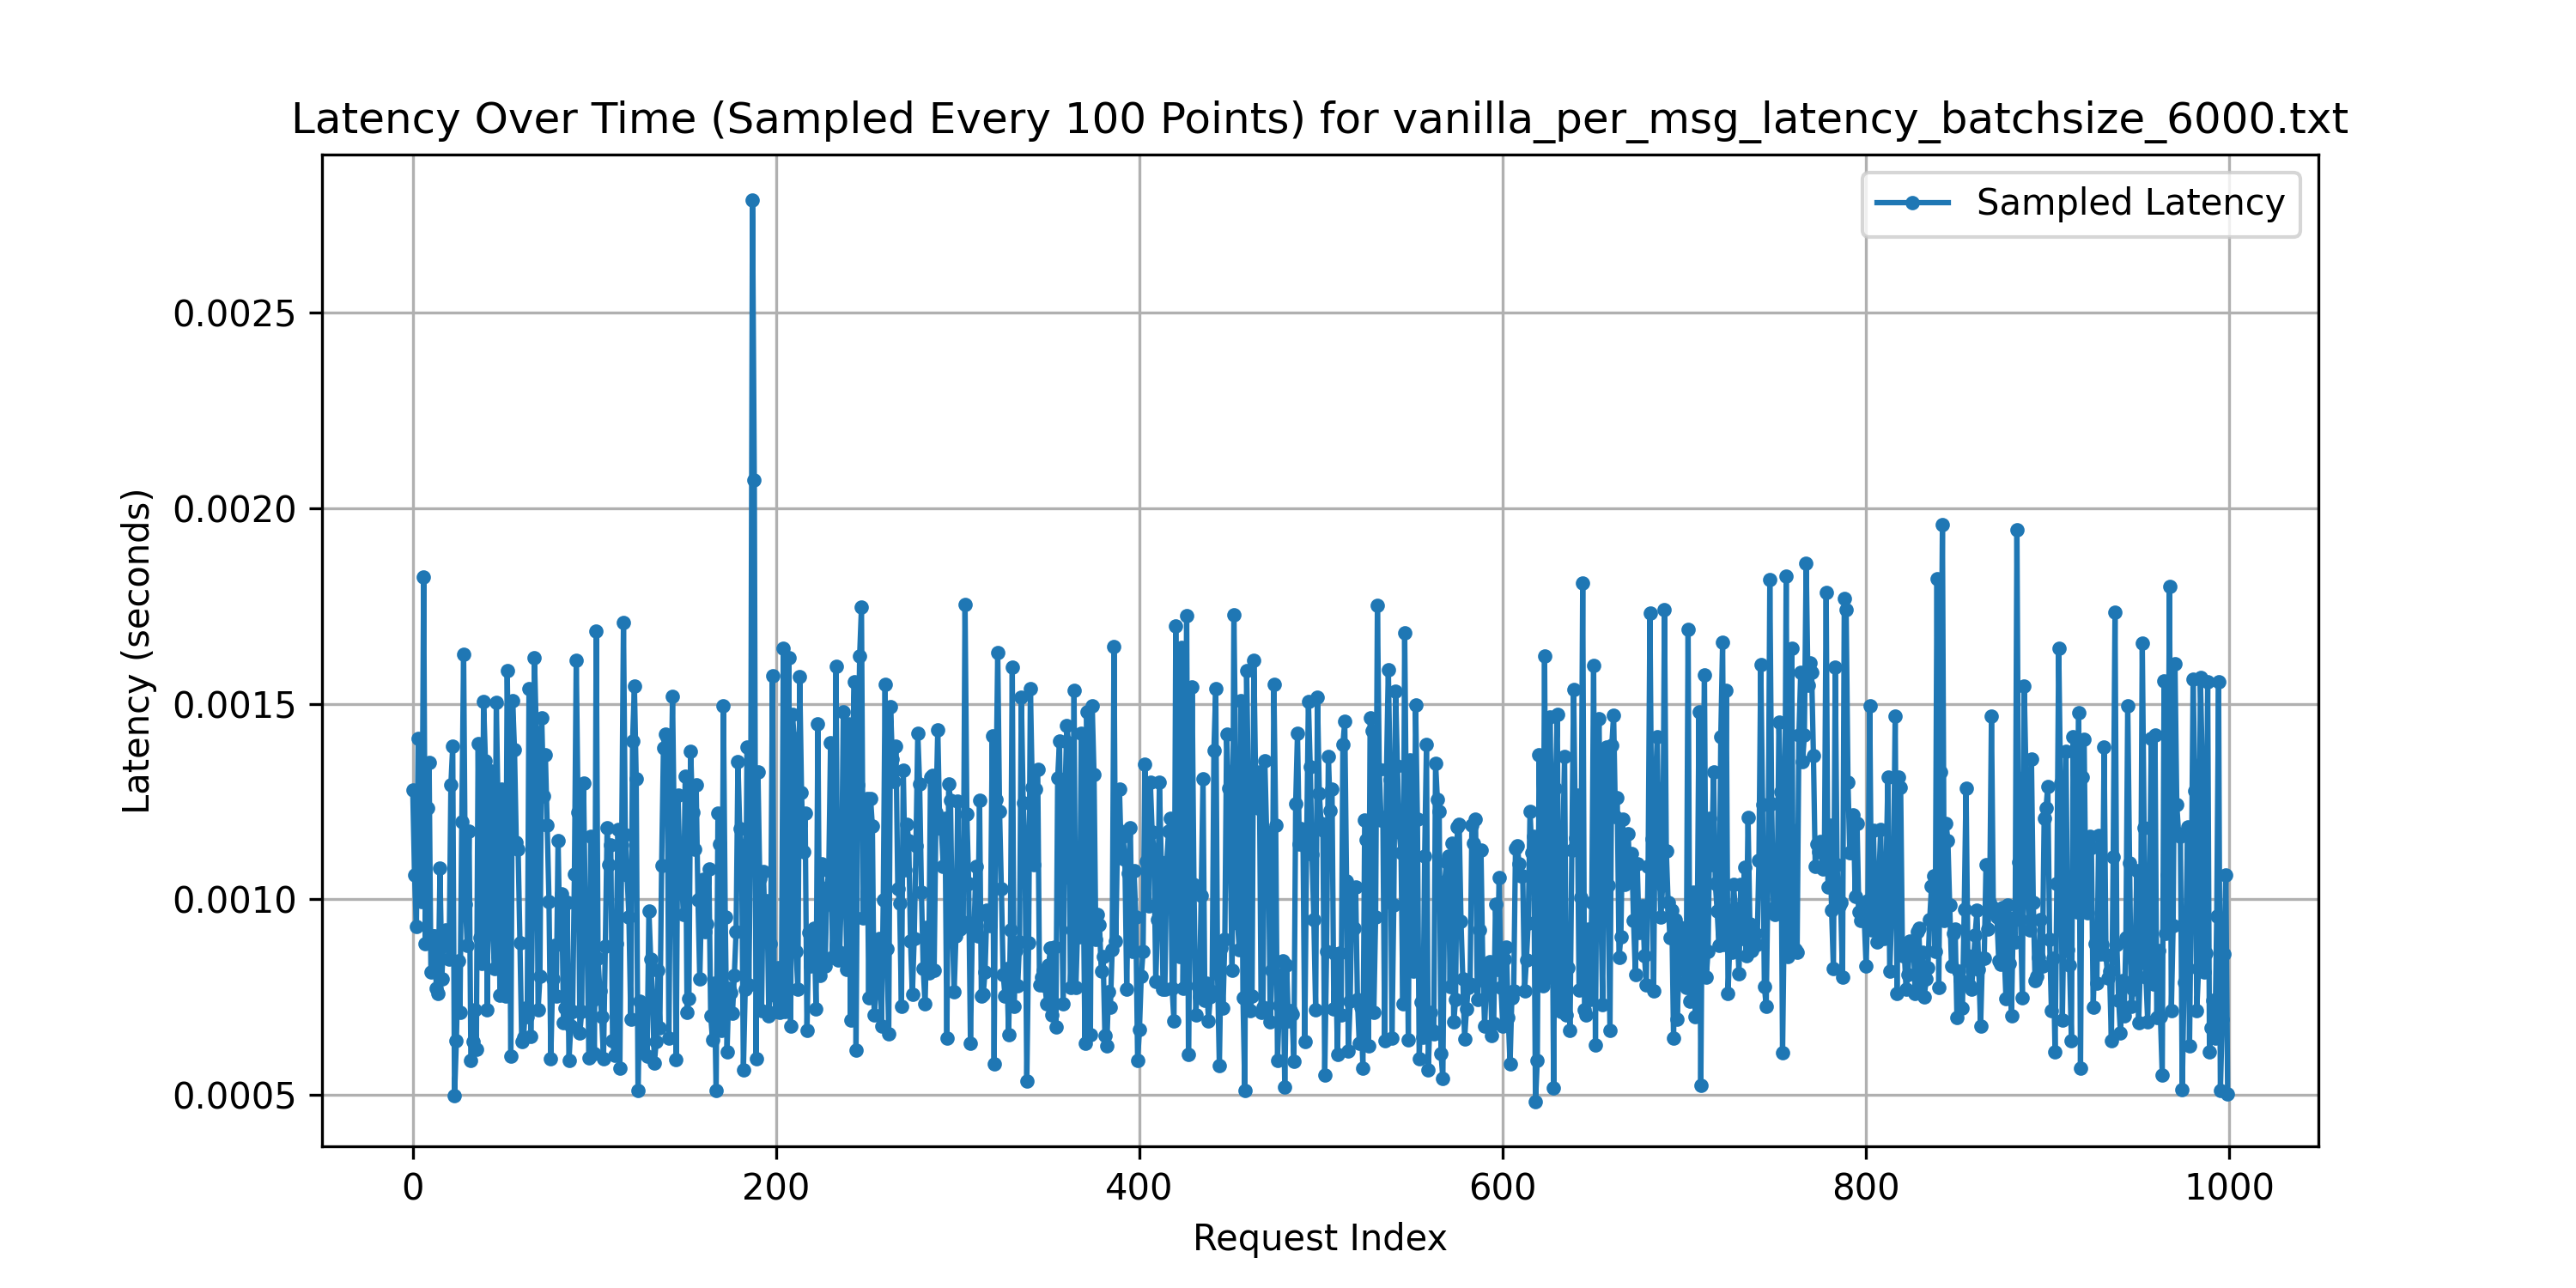 Latency Over Time (Sampled Every 100 Points) for vanilla_per_msg_latency_batchsize_6000.txt
Sampled Latency
Latency (seconds)
0.0025
0.0020
0.0015
0.0010
0.0005
0 200 400 600 800 1000
Request Index